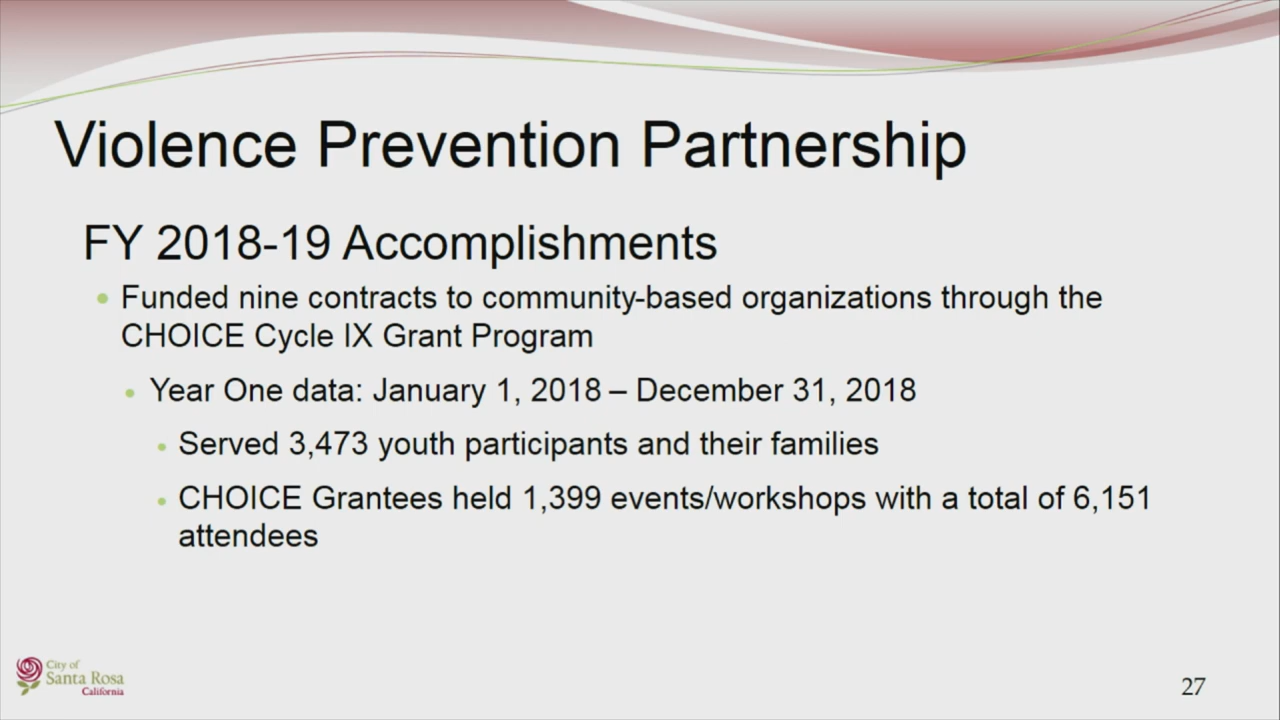 Violence Prevention Partnership
FY 2018-19 Accomplishments
• Funded nine contracts to community-based organizations through the
CHOICE Cycle IX Grant Program
• Year One data: January 1, 2018 – December 31, 2018
• Served 3,473 youth participants and their families
• CHOICE Grantees held 1,399 events/workshops with a total of 6,151
attendees
City of
Santa Rosa
California
27